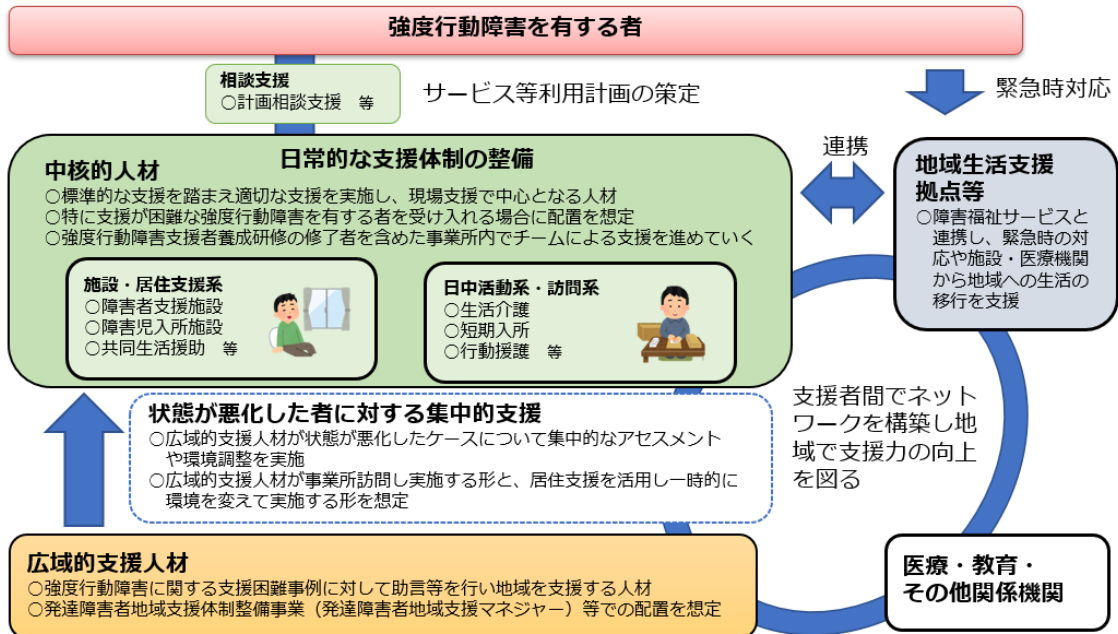 強度行動障害を有する者
相談支援
○計画相談支援　等
サービス等利用計画の策定
緊急時対応
中核的人材
日常的な支援体制の整備
○標準的な支援を踏まえ適切な支援を実施し、現場支援で中心となる人材
○特に支援が困難な強度行動障害を有する者を受け入れる場合に配置を想定
○強度行動障害支援者養成研修の修了者を含めた事業所内でチームによる支援を進めていく
施設・居住支援系
○障害者支援施設
○障害児入所施設
○共同生活援助　等
日中活動系・訪問系
○生活介護
○短期入所
○行動援護　等
連携
地域生活支援
拠点等
○障害福祉サービスと
連携し、緊急時の対
応や施設・医療機関
から地域への生活の
移行を支援
状態が悪化した者に対する集中的支援
○広域的支援人材が状態が悪化したケースについて集中的なアセスメント
や環境調整を実施
○広域的支援人材が事業所訪問し実施する形と、居住支援を活用し一時的に
環境を変えて実施する形を想定
支援者間でネット
ワークを構築し地
域で支援力の向上
を図る
広域的支援人材
○強度行動障害に関する支援困難事例に対して助言等を行い地域を支援する人材
○発達障害者地域支援体制整備事業（発達障害者地域支援マネジャー）等での配置を想定
医療・教育・
その他関係機関